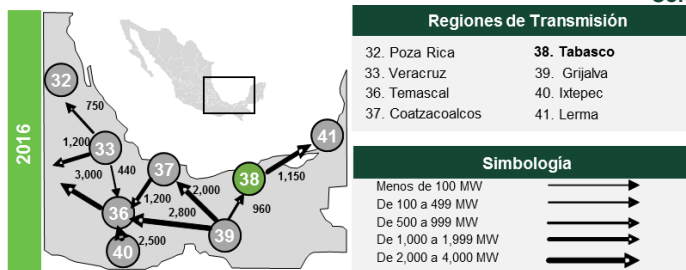 2016
32
750
33
1,200
440
3,000
36
40
2,500
37
1,200
2,000
2,800
39
960
38
1,150
41
Regiones de Transmisión
32. Poza Rica
33. Veracruz
36. Temascal
37. Coatzacoalcos
38. Tabasco
39. Grijalva
40. Ixtepec
41. Lerma
Simbología
Menos de 100 MW
De 100 a 499 MW
De 500 a 999 MW
De 1,000 a 1,999 MW
De 2,000 a 4,000 MW